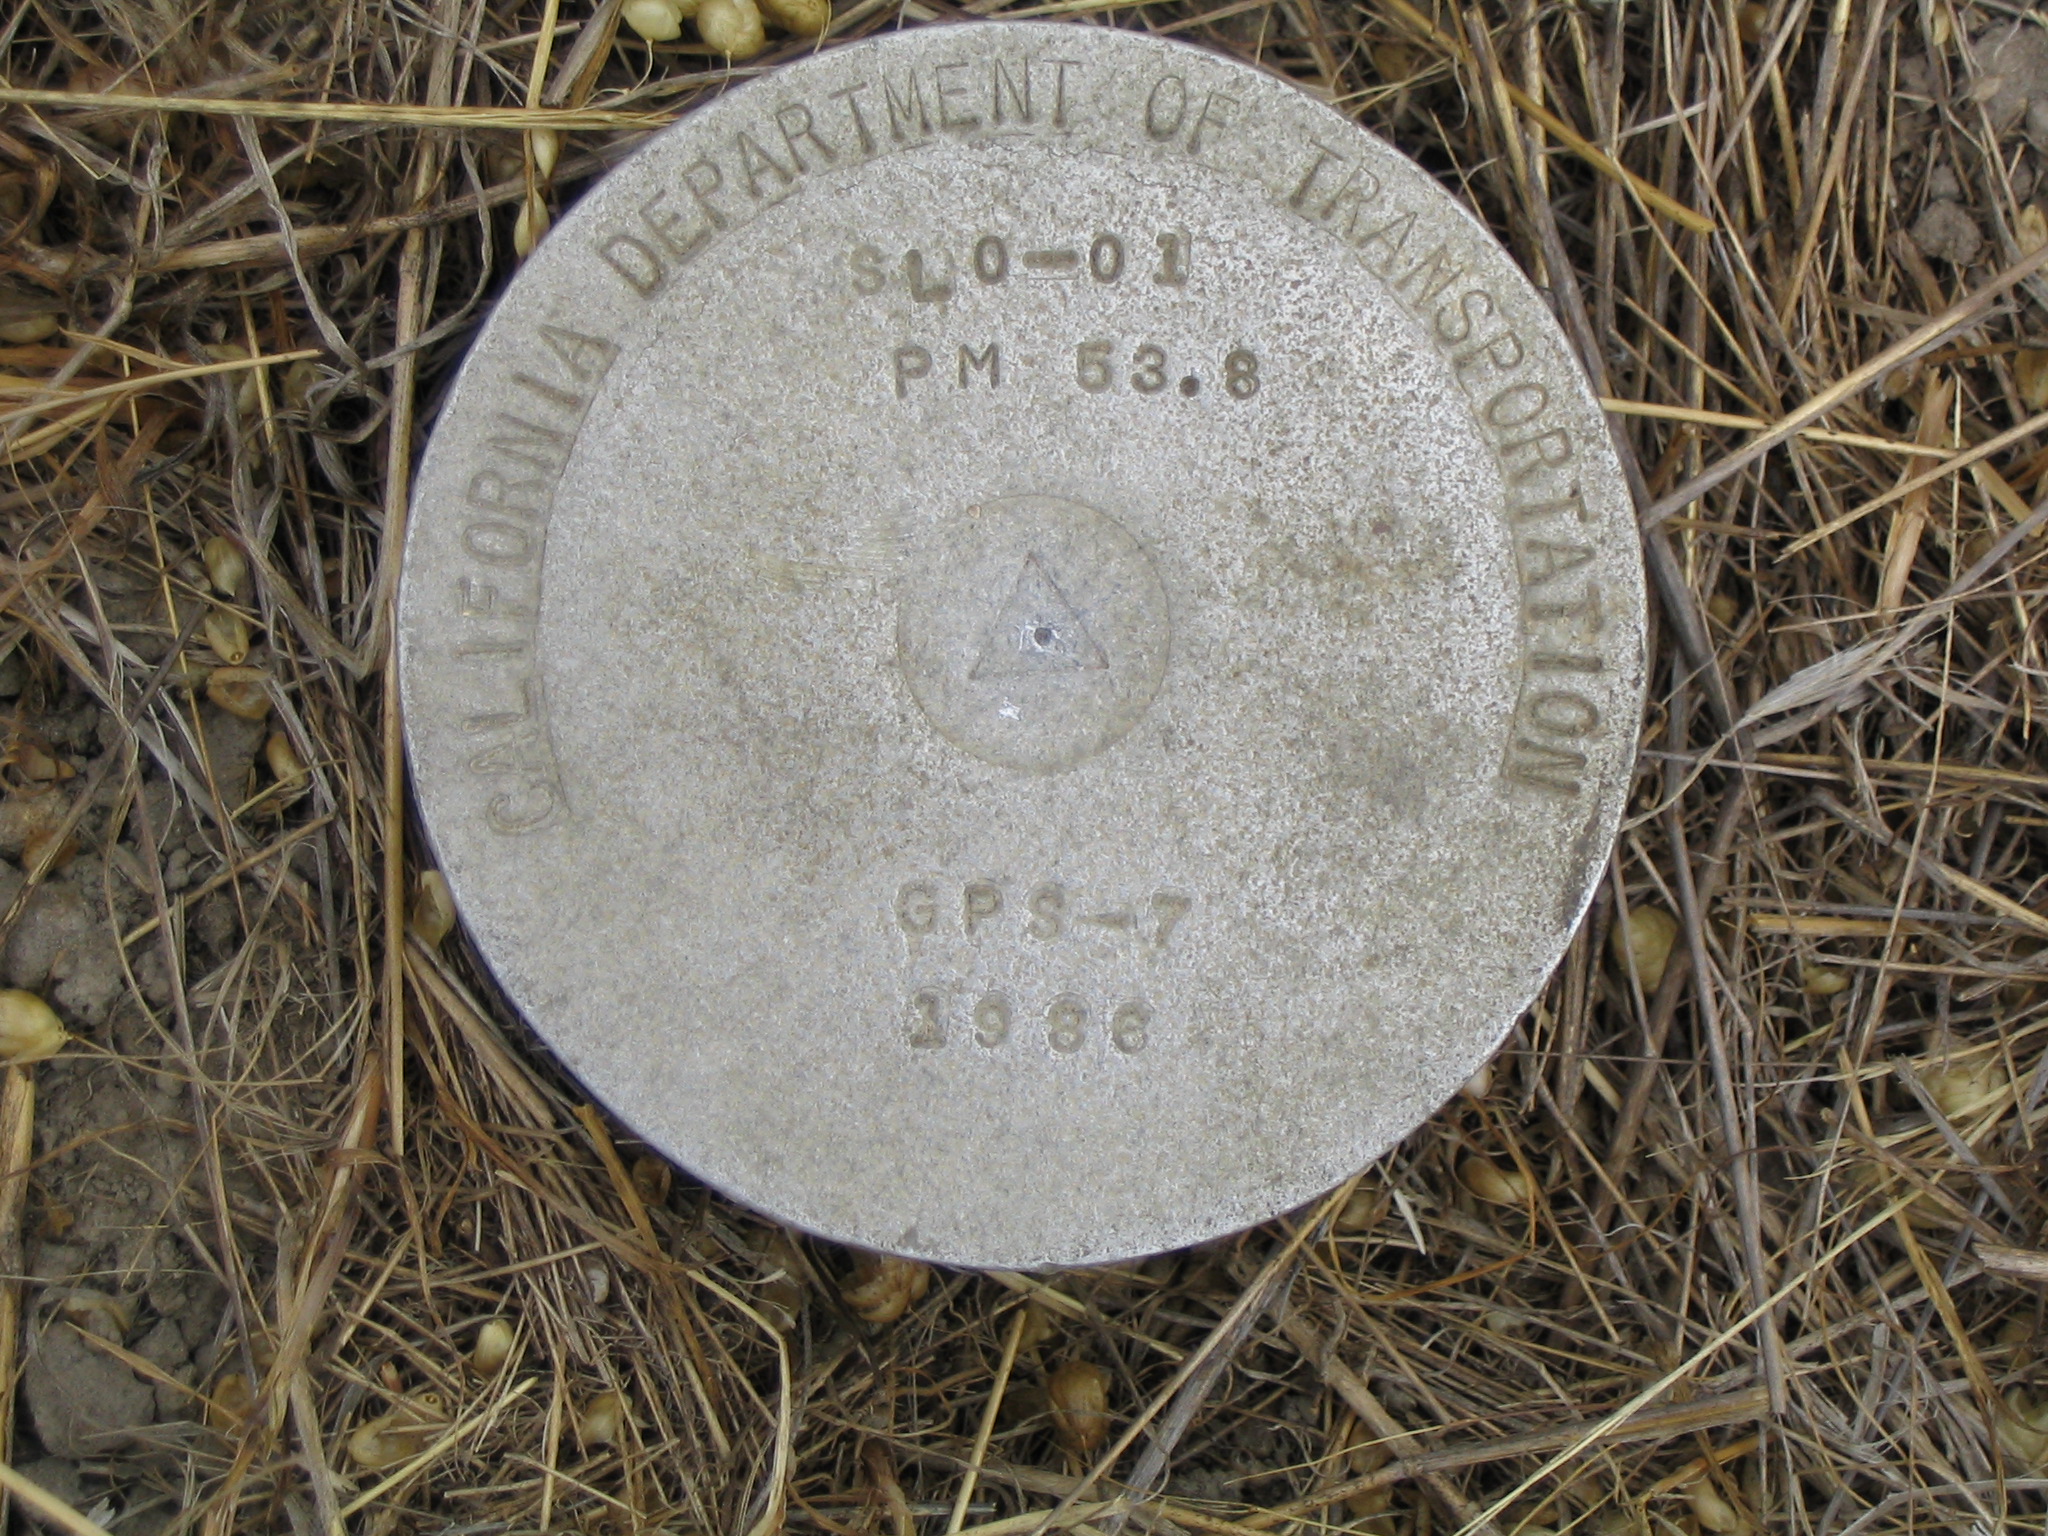 CALIFORNIA DEPARTMENT OF TRANSPORTATION
SLO-01
PM 53.8
GPS-7
1986